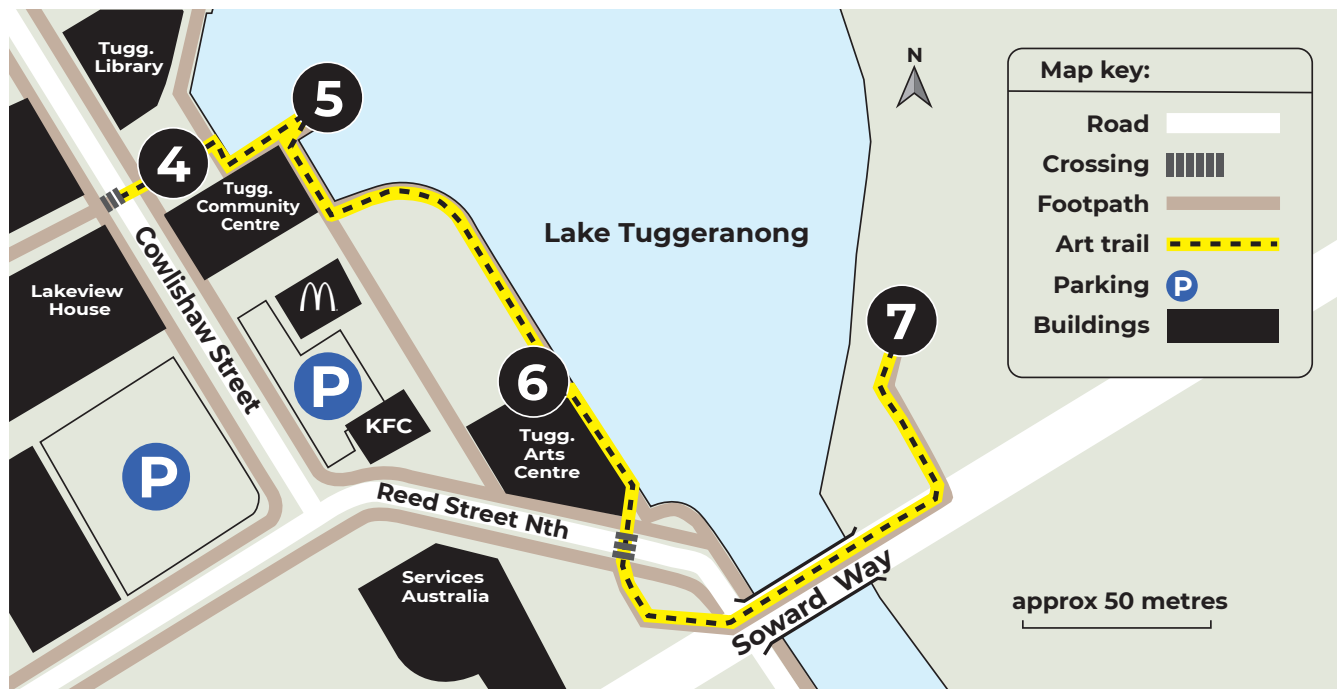 Tugg.
Library
5
4
Tugg.
Community
Centre
N
Map key:
Road
Crossing
Footpath
Art trail
Parking
P
Buildings
Lake Tuggeranong
Cowlishaw Street
Lakeview
House
M
P
7
6
KFC
Tugg.
Arts
Centre
P
Reed Street Nth
Services
Australia
Soward Way
approx 50 metres